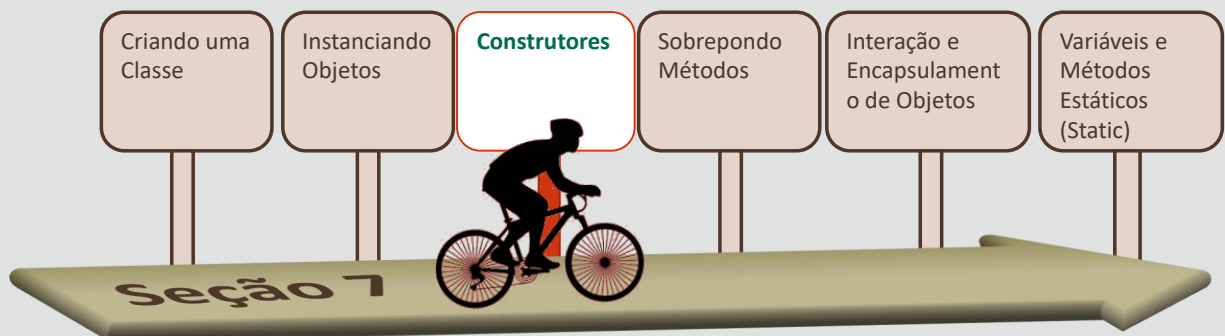 Criando uma
Classe
Instanciando
Objetos
Construtores
Sobrepondo
Métodos
Interação e
Encapsulament
o de Objetos
Variáveis e
Métodos
Estáticos
(Static)
Seção 7